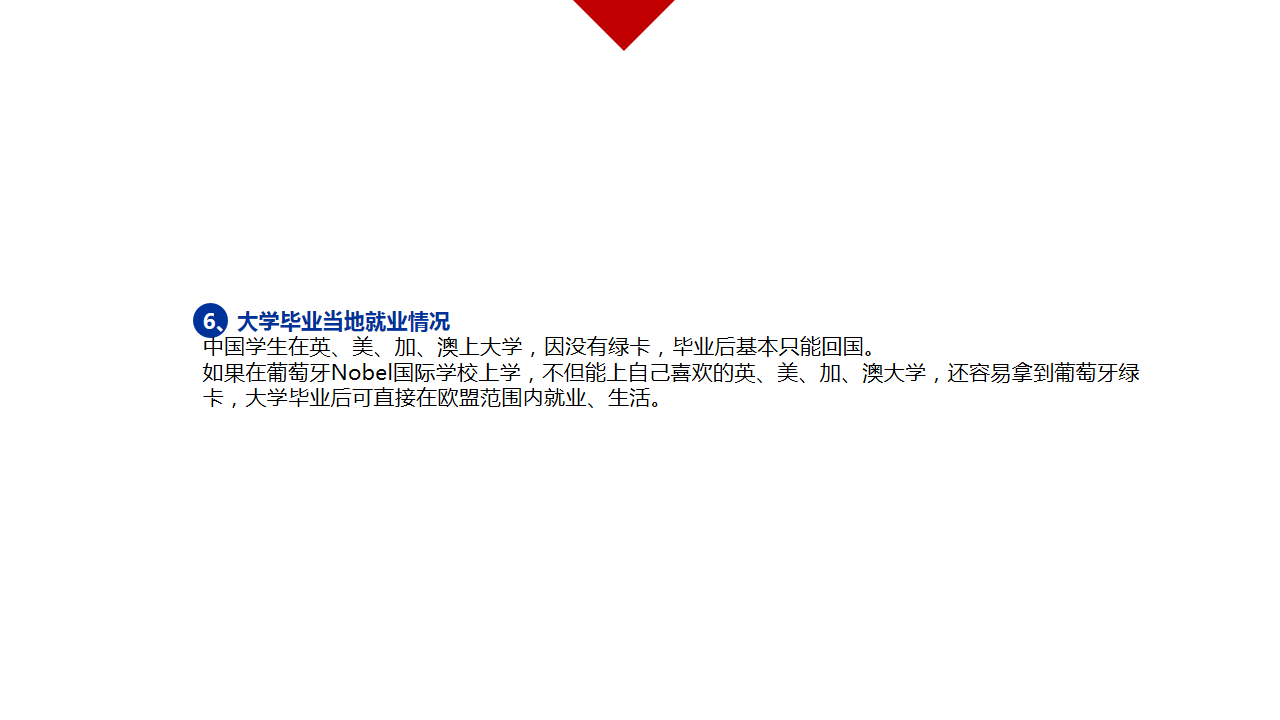 6、大学毕业当地就业情况
中国学生在英、美、加、澳上大学，因没有绿卡，毕业后基本只能回国。
如果在葡萄牙Nobel国际学校上学，不但能上自己喜欢的英、美、加、澳大学，还容易拿到葡萄牙绿
卡，大学毕业后可直接在欧盟范围内就业、生活。